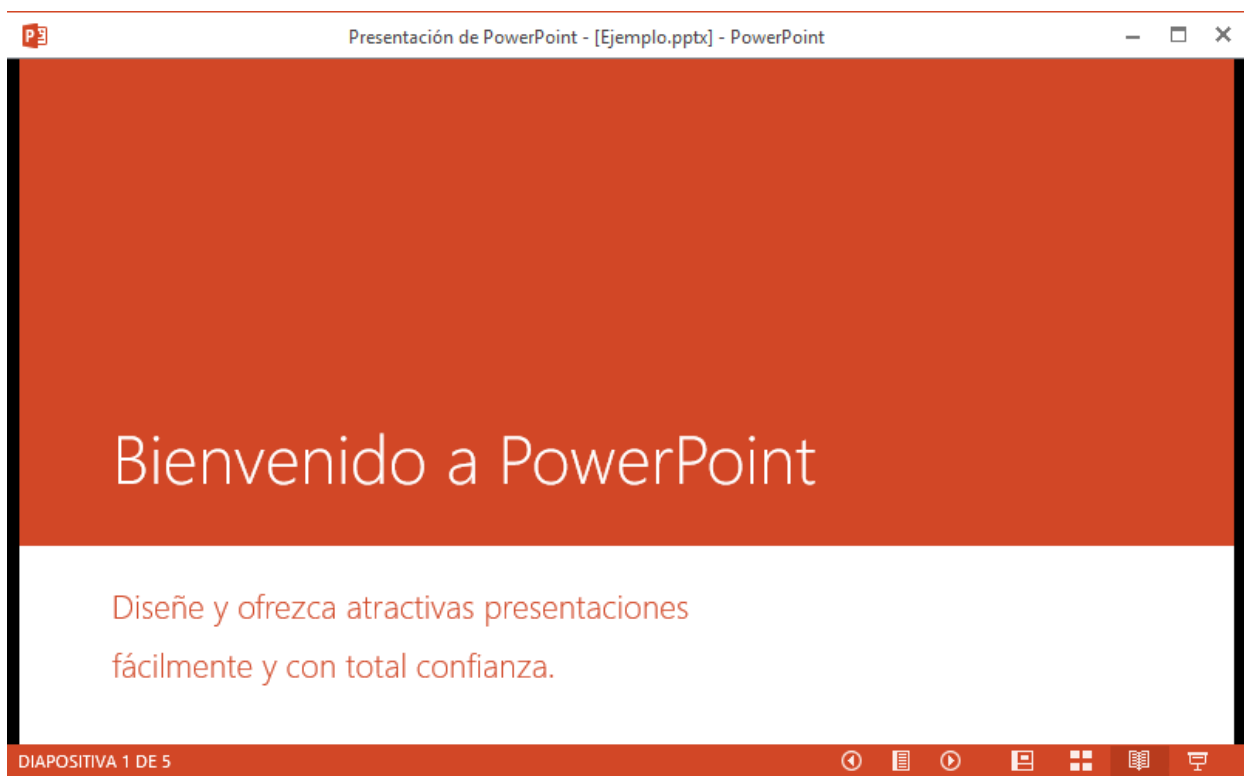 Presentación de PowerPoint - [Ejemplo.pptx] - PowerPoint
Bienvenido a PowerPoint
Diseñe y ofrezca atractivas presentaciones
fácilmente y con total confianza.
DIAPOSITIVA 1 DE 5